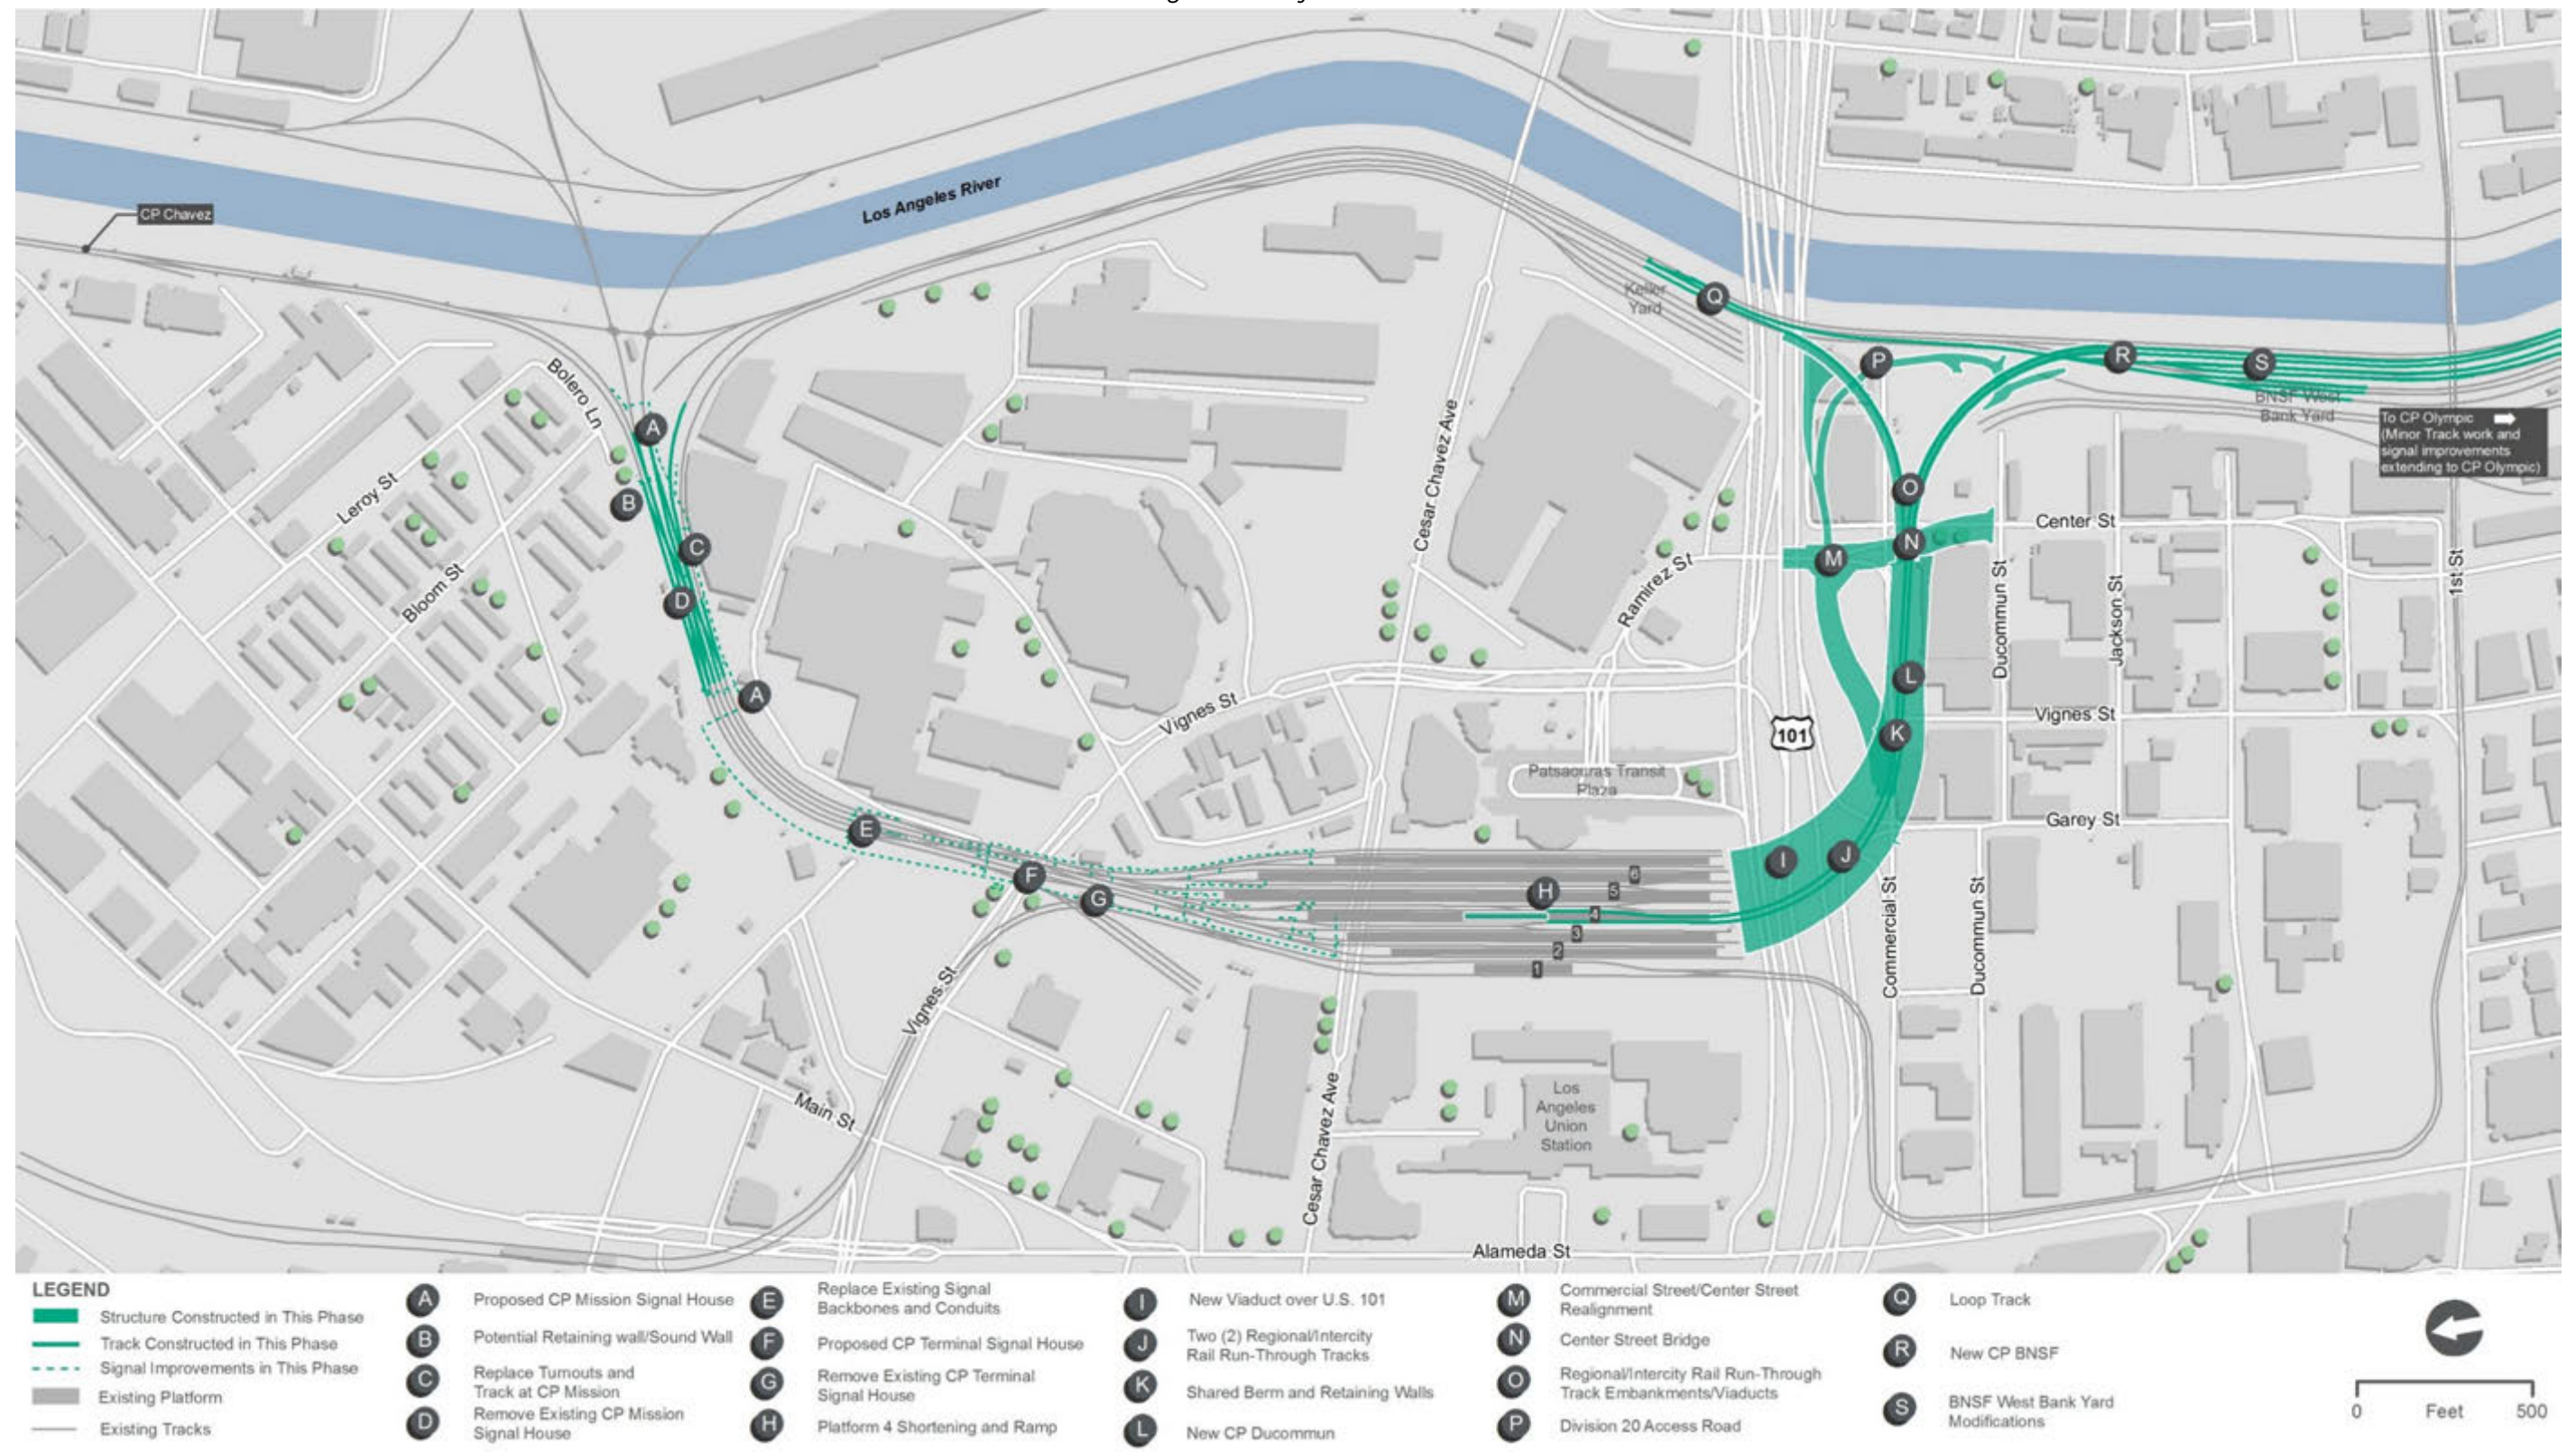 Los Angeles River
CP Chavez
Keller
Yard
Q
P
R
S
BNSF West
Bank Yard
To CP Olympic
(Minor Track work and
signal improvements
extending to CP Olympic)
Bolero Ln
A
B
Leroy St
C
D
Bloom St
A
Cesar Chavez Ave
Ramirez St
O
N
M
Center St
Ducommun St
Jackson St
1st St
L
K
Vignes St
Vignes St
101
Patsaouras Transit
Plaza
Garey St
E
F
G
H
I
J
6
5
4
3
2
1
Commercial St
Ducommun St
Vignes St
Main St
Cesar Chavez Ave
Los
Angeles
Union
Station
Alameda St
LEGEND
Structure Constructed in This Phase
Track Constructed in This Phase
Signal Improvements in This Phase
Existing Platform
Existing Tracks
A Proposed CP Mission Signal House
B Potential Retaining wall/Sound Wall
C Replace Turnouts and
Track at CP Mission
D Remove Existing CP Mission
Signal House
E Replace Existing Signal
Backbones and Conduits
F Proposed CP Terminal Signal House
G Remove Existing CP Terminal
Signal House
H Platform 4 Shortening and Ramp
I New Viaduct over U.S. 101
J Two (2) Regional/Intercity
Rail Run-Through Tracks
K Shared Berm and Retaining Walls
L New CP Ducommun
M Commercial Street/Center Street
Realignment
N Center Street Bridge
O Regional/Intercity Rail Run-Through
Track Embankments/Viaducts
P Division 20 Access Road
Q Loop Track
R New CP BNSF
S BNSF West Bank Yard
Modifications
0 Feet 500